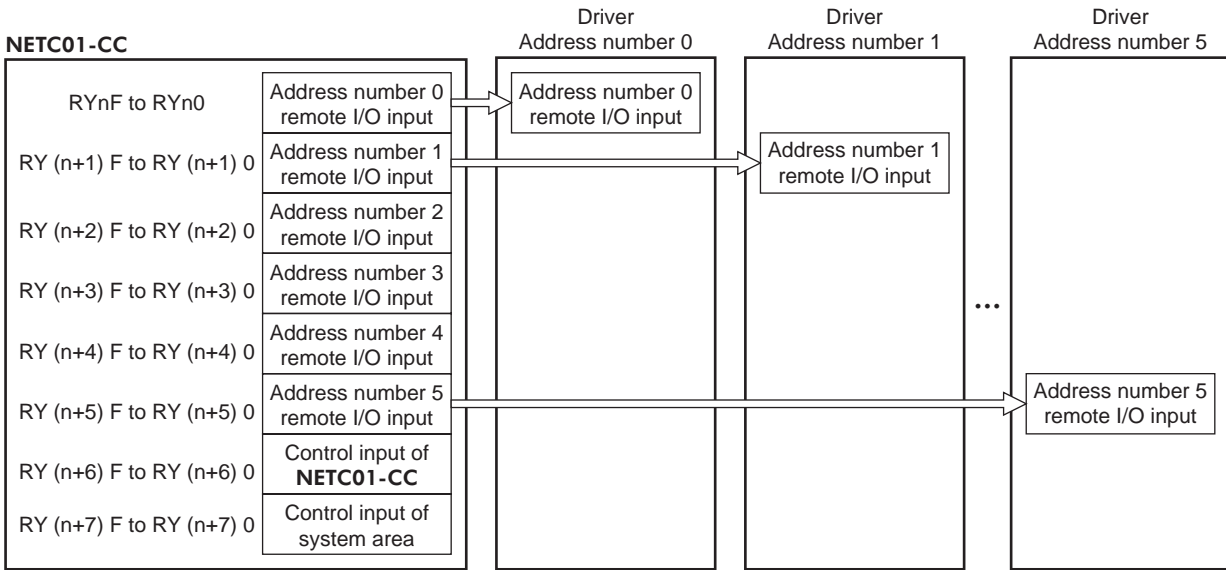 NETC01-CC
Driver
Address number 0
Driver
Address number 1
Driver
Address number 5
RYnF to RYn0
Address number 0
remote I/O input
Address number 0
remote I/O input
RY (n+1) F to RY (n+1) 0
Address number 1
remote I/O input
Address number 1
remote I/O input
RY (n+2) F to RY (n+2) 0
Address number 2
remote I/O input
RY (n+3) F to RY (n+3) 0
Address number 3
remote I/O input
...
RY (n+4) F to RY (n+4) 0
Address number 4
remote I/O input
RY (n+5) F to RY (n+5) 0
Address number 5
remote I/O input
Address number 5
remote I/O input
RY (n+6) F to RY (n+6) 0
Control input of
NETC01-CC
RY (n+7) F to RY (n+7) 0
Control input of
system area